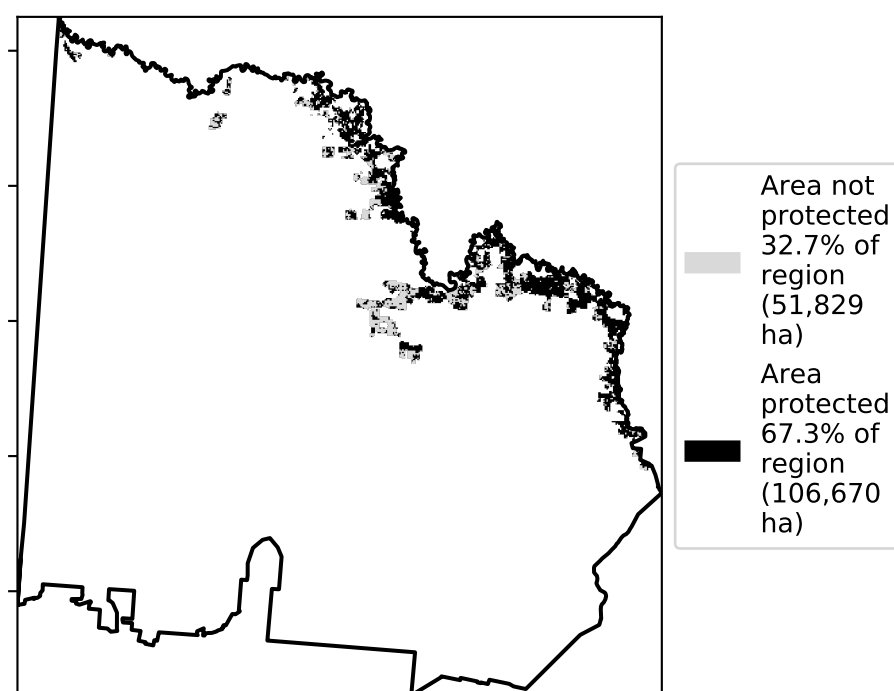 Area not
protected
32.7% of
region
(51,829
ha)
Area
protected
67.3% of
region
(106,670
ha)